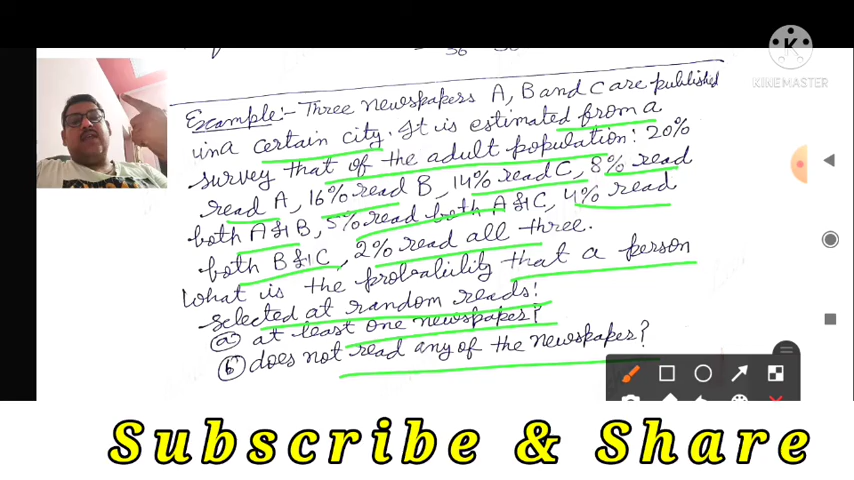 KINEMASTER
Example:- Three newspapers A, B and C are published
in a certain city. It is estimated from a
survey that of the adult population: 20%
read A, 16% read B, 14% read C, 8% read
both A & B, 5% read both A & C, 4% read
both B & C, 2% read all three.
What is the probability that a person
selected at random reads:
(a) at least one newspaper?
(b) does not read any of the newspaper?
Subscribe & Share